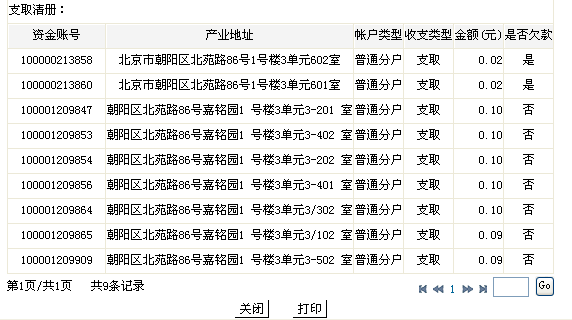 支取清册：
资金账号 产业地址 帐户类型 收支类型 金额(元) 是否欠款
100000213858 北京市朝阳区北苑路86号1号楼3单元602室 普通分户 支取 0.02 是
100000213860 北京市朝阳区北苑路86号1号楼3单元601室 普通分户 支取 0.02 是
100001209847 朝阳区北苑路86号嘉铭园1 号楼3单元3-201 室 普通分户 支取 0.10 否
100001209853 朝阳区北苑路86号嘉铭园1 号楼3单元3-402 室 普通分户 支取 0.10 否
100001209854 朝阳区北苑路86号嘉铭园1 号楼3单元3-202 室 普通分户 支取 0.10 否
100001209856 朝阳区北苑路86号嘉铭园1 号楼3单元3-401 室 普通分户 支取 0.10 否
100001209864 朝阳区北苑路86号嘉铭园1 号楼3单元3/302 室 普通分户 支取 0.10 否
100001209865 朝阳区北苑路86号嘉铭园1 号楼3单元3/102 室 普通分户 支取 0.09 否
100001209909 朝阳区北苑路86号嘉铭园1 号楼3单元3-502 室 普通分户 支取 0.09 否
第1页/共1页 共9条记录 1 Go
关闭 打印